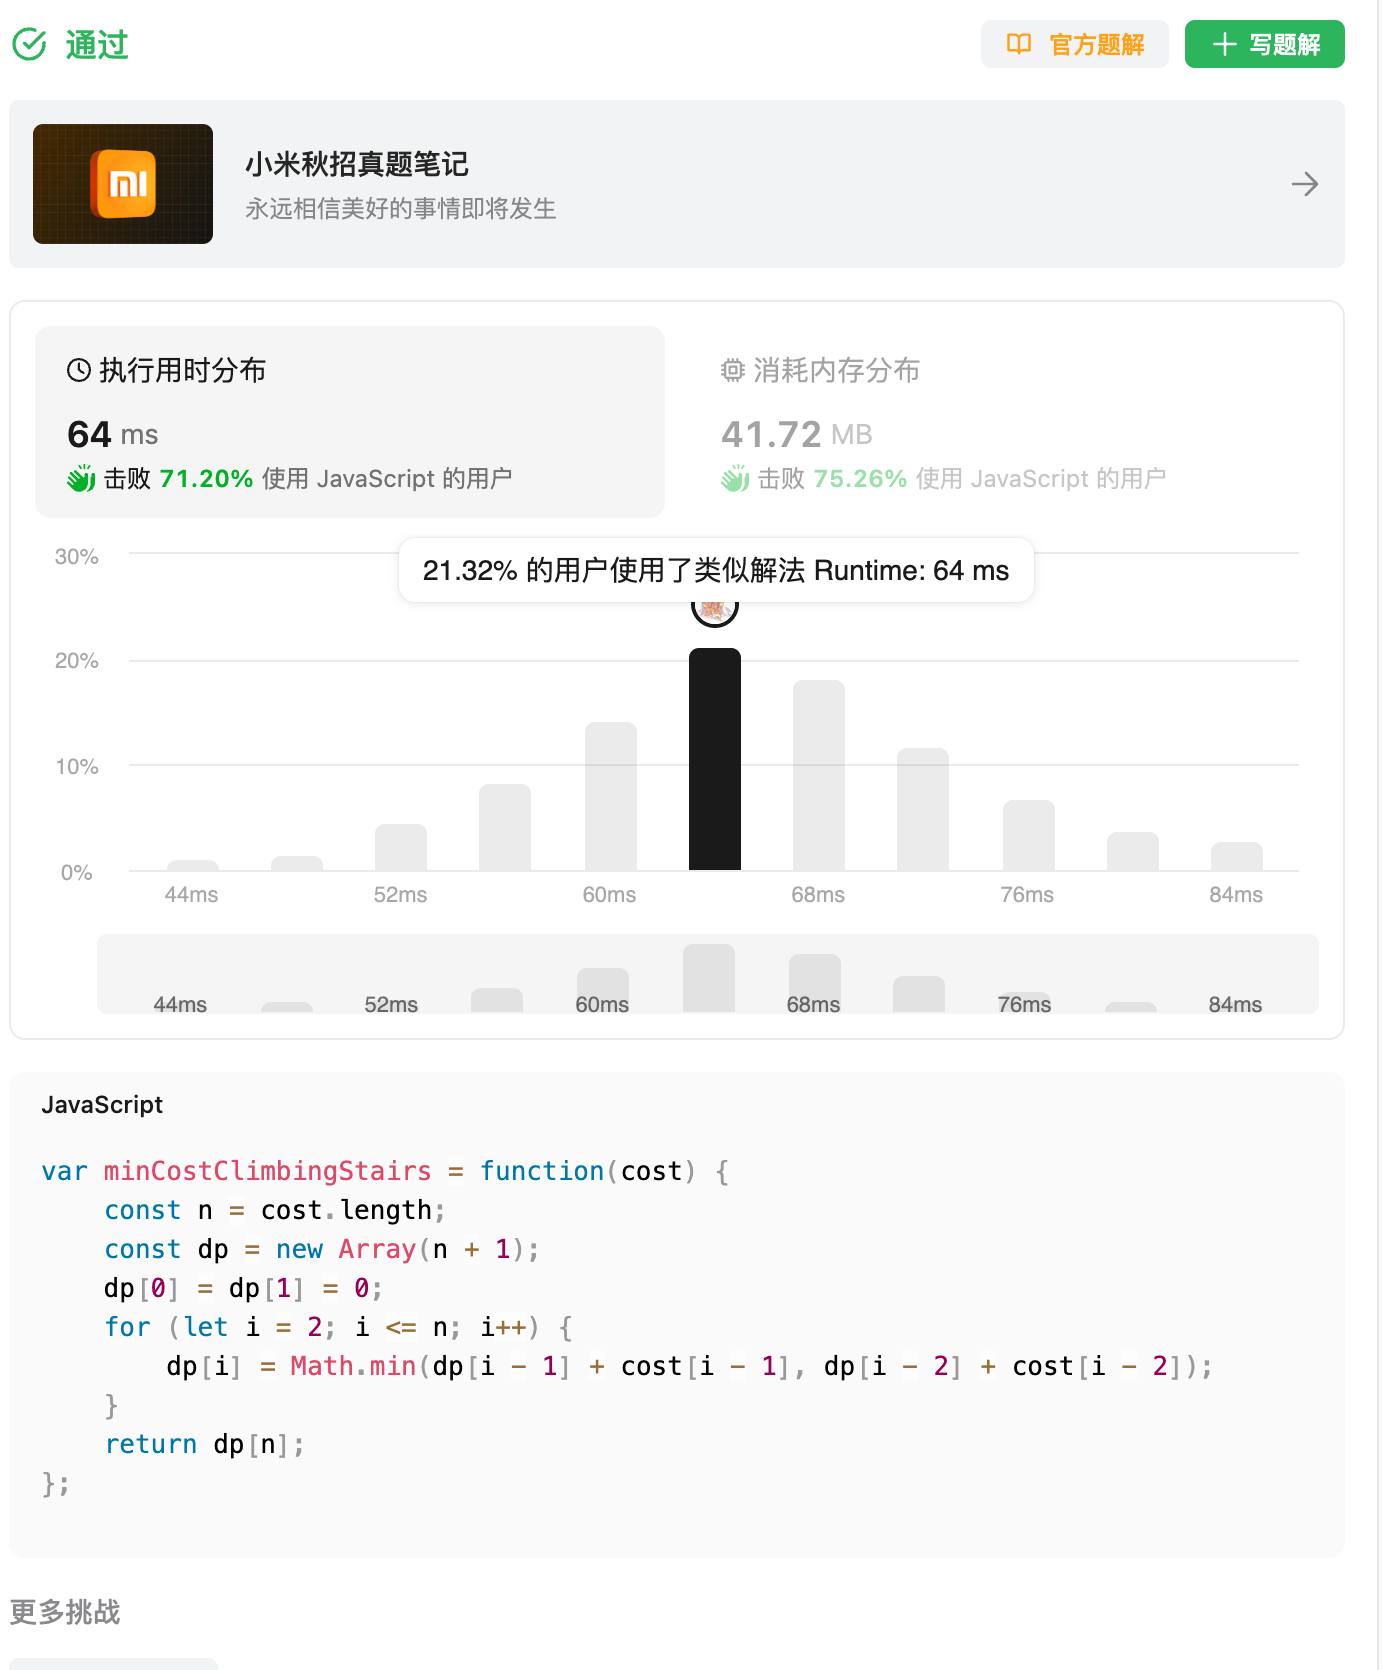 通过
官方题解
写题解
mi
小米秋招真题笔记
永远相信美好的事情即将发生
执行用时分布
64 ms
击败 71.20% 使用 JavaScript 的用户
消耗内存分布
41.72 MB
击败 75.26% 使用 JavaScript 的用户
21.32% 的用户使用了类似解法 Runtime: 64 ms
30%
20%
10%
0%
44ms 52ms 60ms 68ms 76ms 84ms
44ms 52ms 60ms 68ms 76ms 84ms
JavaScript
var minCostClimbingStairs = function(cost) {
    const n = cost.length;
    const dp = new Array(n + 1);
    dp[0] = dp[1] = 0;
    for (let i = 2; i <= n; i++) {
        dp[i] = Math.min(dp[i - 1] + cost[i - 1], dp[i - 2] + cost[i - 2]);
    }
    return dp[n];
};
更多挑战